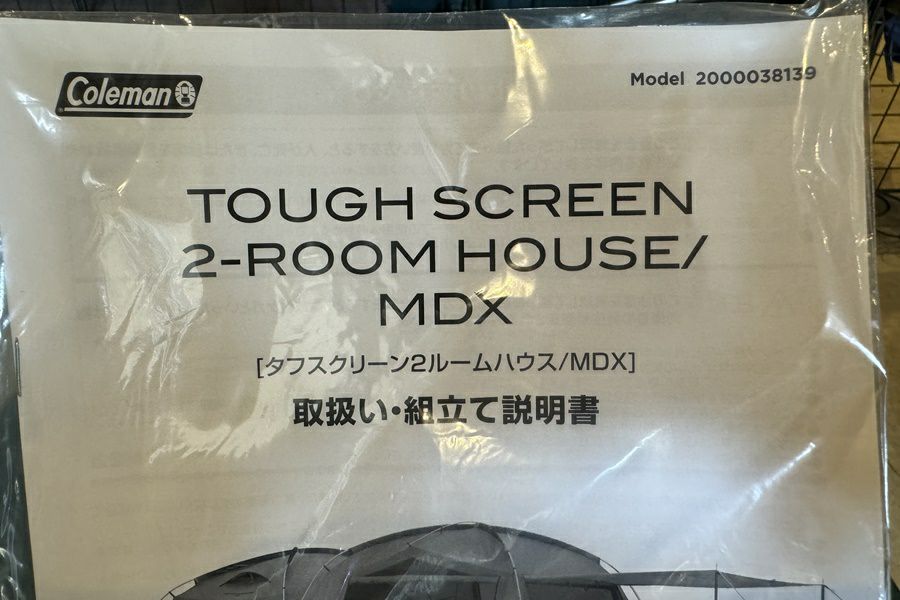 Coleman
Model 2000038139
TOUGH SCREEN
2-ROOM HOUSE/
MDX
[タフスクリーン2ルームハウス/MDX]
取扱い・組立て説明書